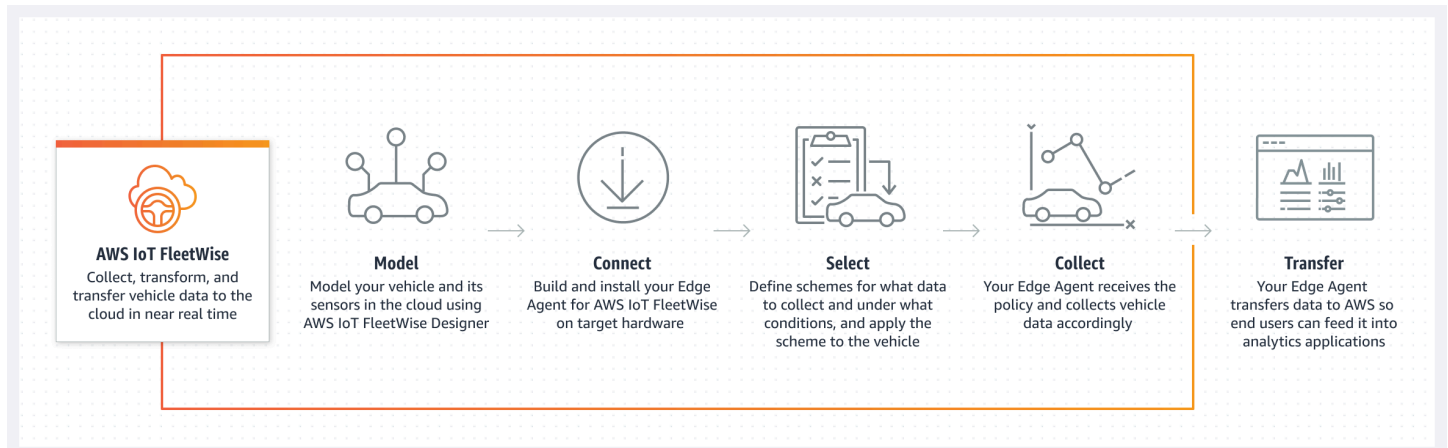 AWS IoT FleetWise
Collect, transform, and
transfer vehicle data to the
cloud in near real time
Model
Model your vehicle and its
sensors in the cloud using
AWS IoT FleetWise Designer
Connect
Build and install your Edge
Agent for AWS IoT FleetWise
on target hardware
Select
Define schemes for what data
to collect and under what
conditions, and apply the
scheme to the vehicle
Collect
Your Edge Agent receives the
policy and collects vehicle
data accordingly
Transfer
Your Edge Agent
transfers data to AWS so
end users can feed it into
analytics applications